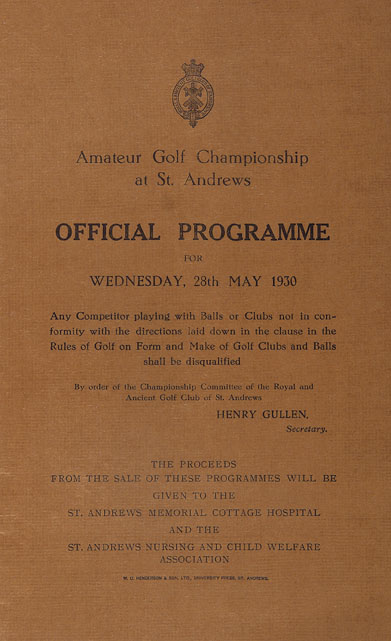 Amateur Golf Championship
at St. Andrews
OFFICIAL PROGRAMME
FOR
WEDNESDAY, 28th MAY 1930
Any Competitor playing with Balls or Clubs not in con-
formity with the directions laid down in the clause in the
Rules of Golf on Form and Make of Golf Clubs and Balls
shall be disqualified
By order of the Championship Committee of the Royal and
Ancient Golf Club of St. Andrews
HENRY GULLEN,
Secretary.
THE PROCEEDS
FROM THE SALE OF THESE PROGRAMMES WILL BE
GIVEN TO THE
ST. ANDREWS MEMORIAL COTTAGE HOSPITAL
AND THE
ST. ANDREWS NURSING AND CHILD WELFARE
ASSOCIATION
W. C. HENDERSON & SON, LTD., UNIVERSITY PRESS, ST. ANDREWS.